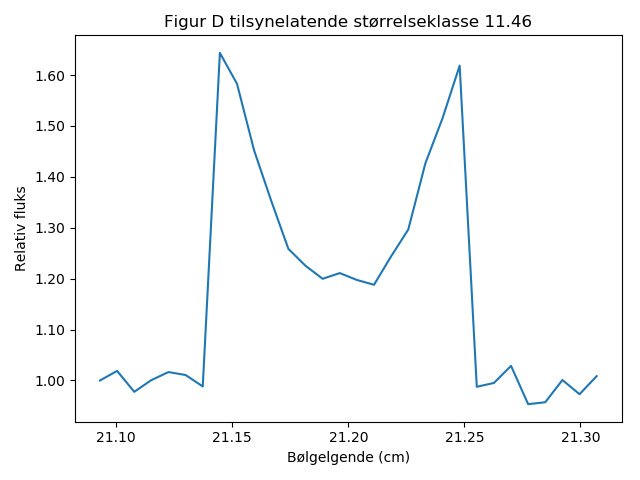 Figur D tilsynelatende størrelseklasse 11.46
1.60
1.50
1.40
1.30
1.20
1.10
1.00
Relativ fluks
21.10 21.15 21.20 21.25 21.30
Bølgelgende (cm)